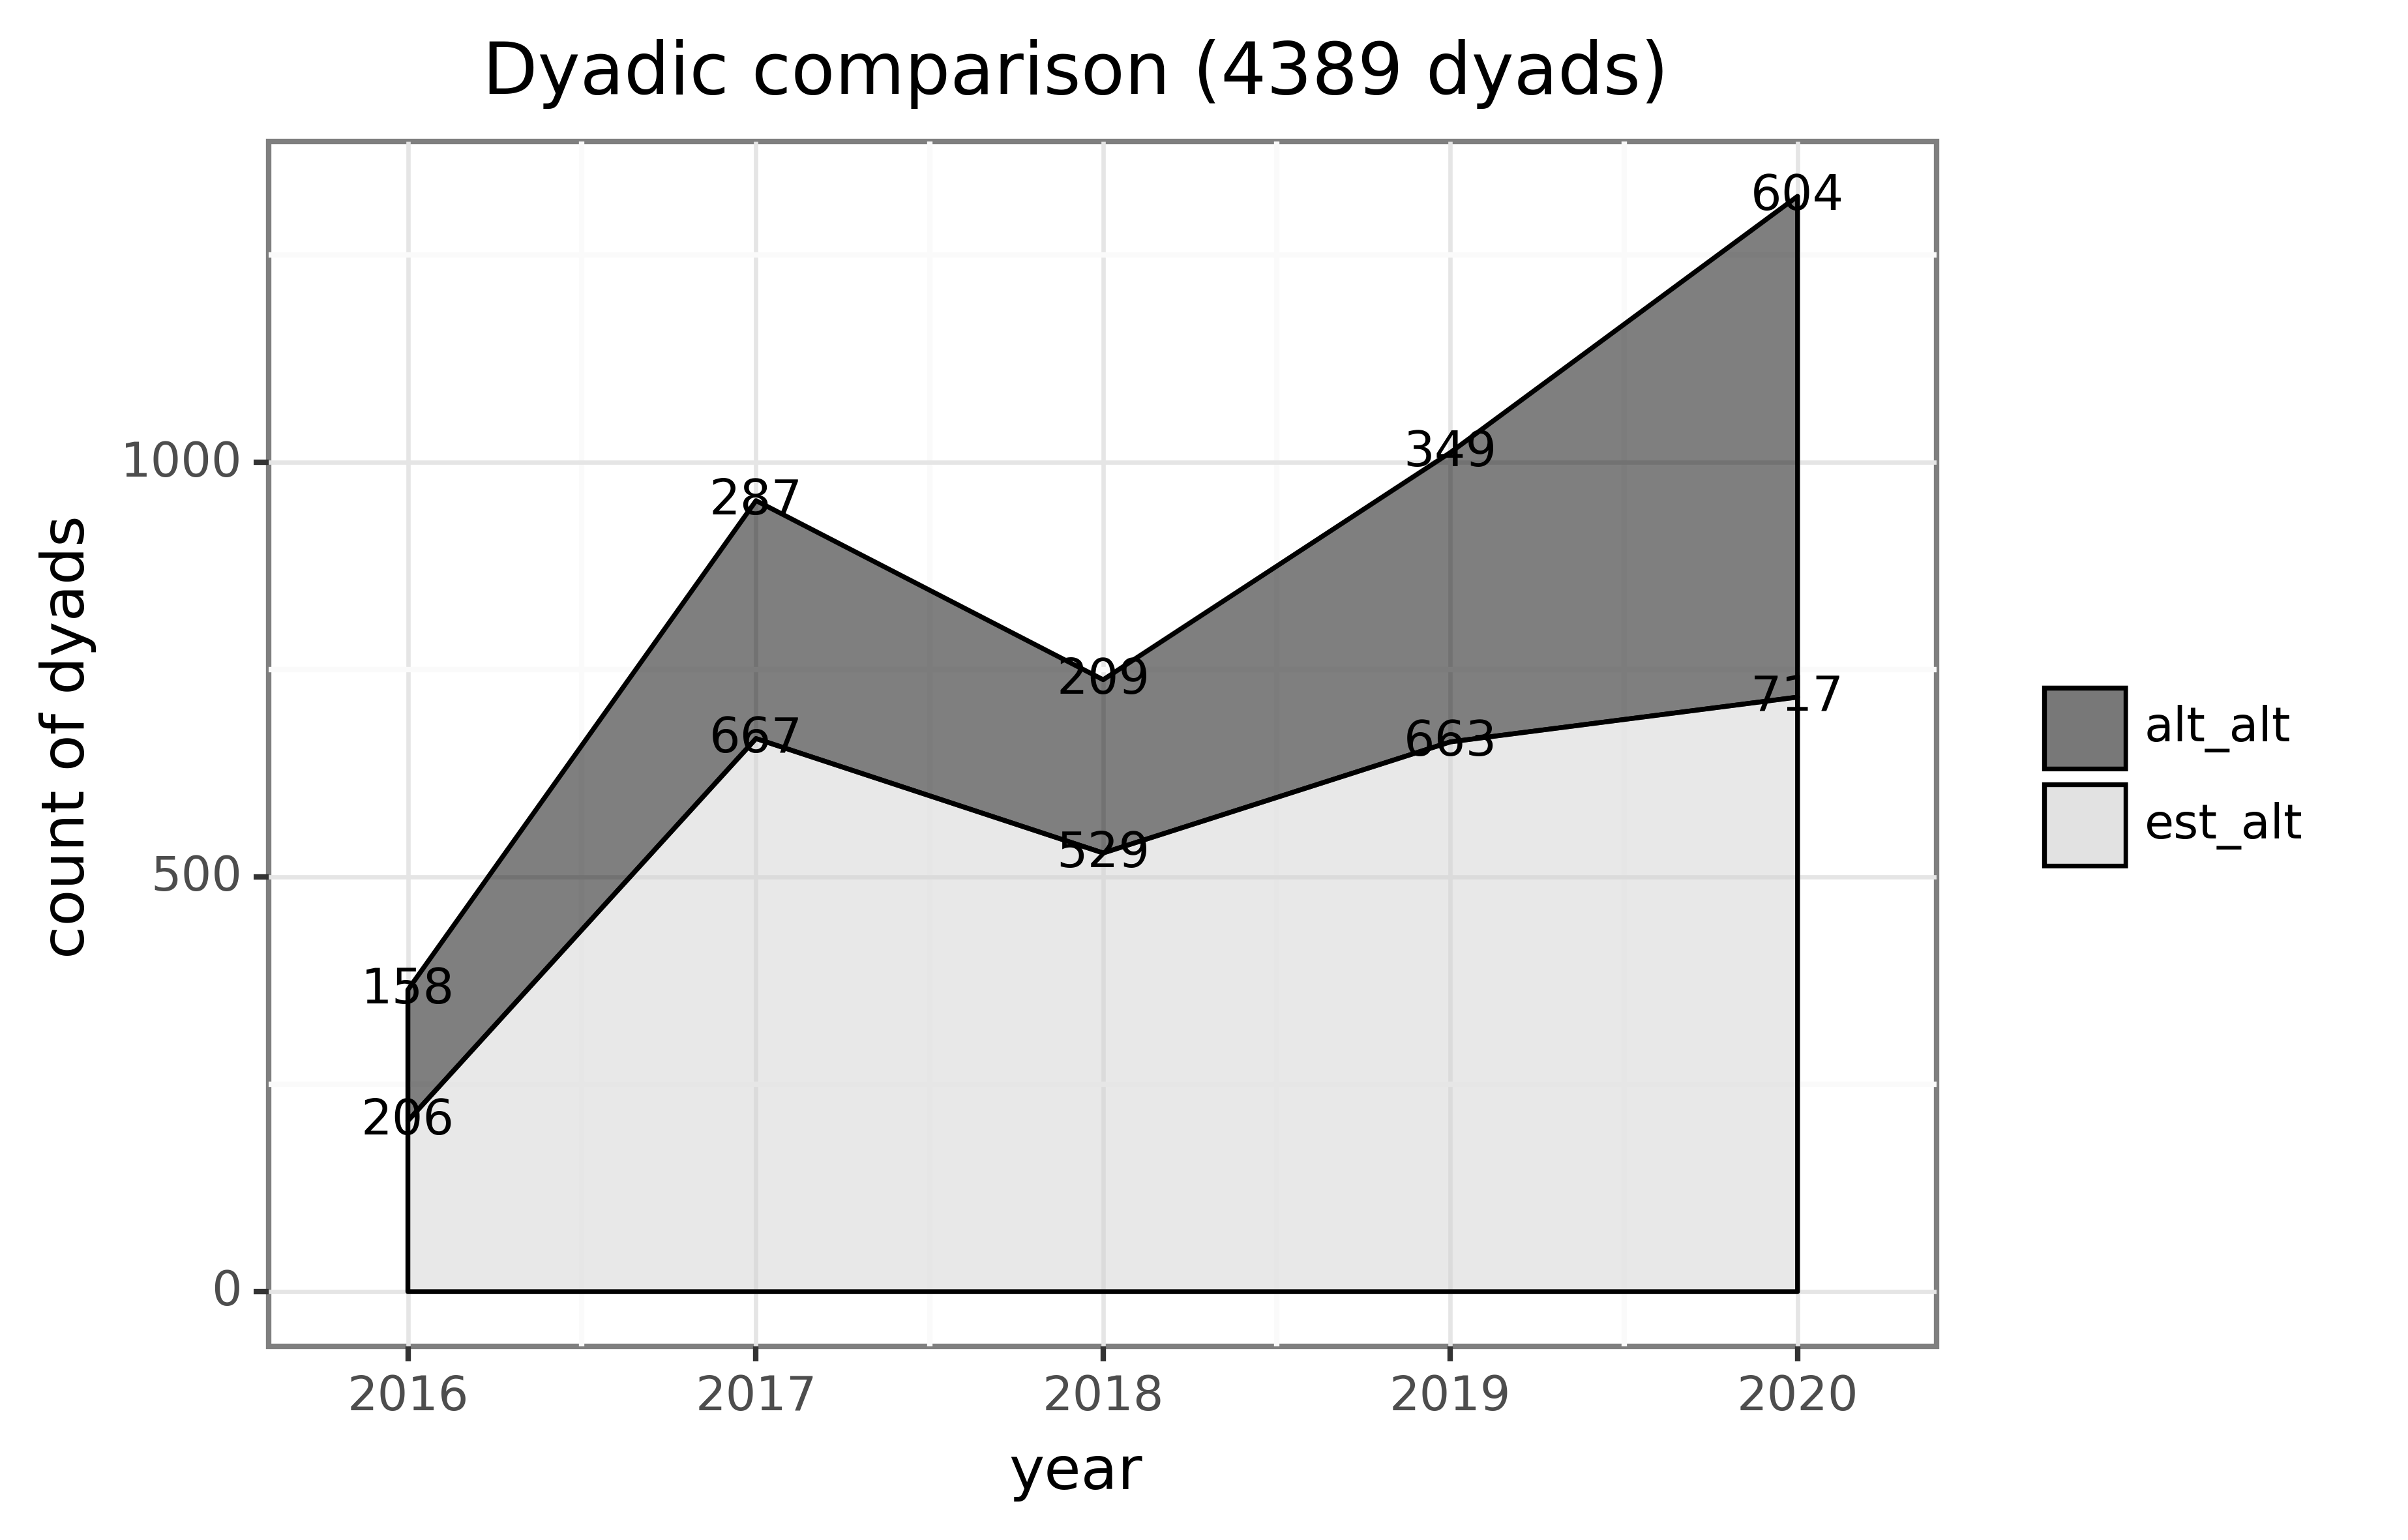 Dyadic comparison (4389 dyads)
count of dyads
1000
500
0
604
349
287
209
717
667
663
529
158
206
2016 2017 2018 2019 2020
year
alt_alt
est_alt